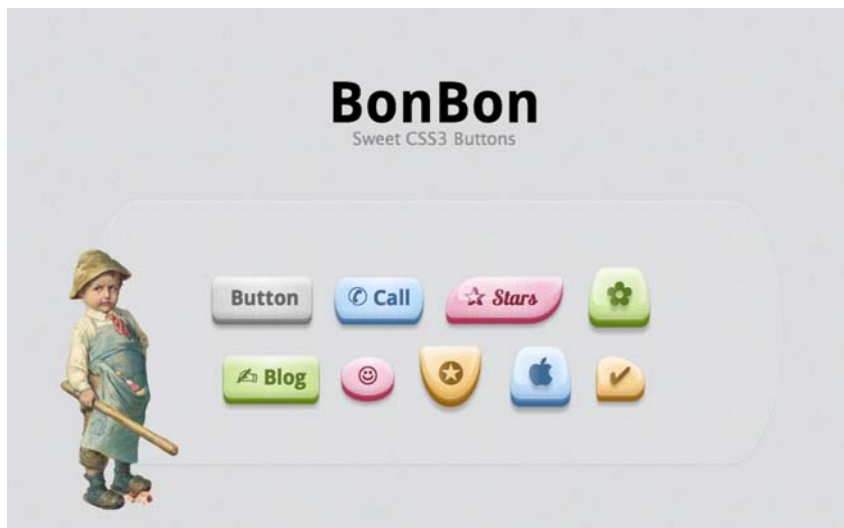 BonBon
Sweet CSS3 Buttons
Button
✆ Call
☆ Stars
✍ Blog